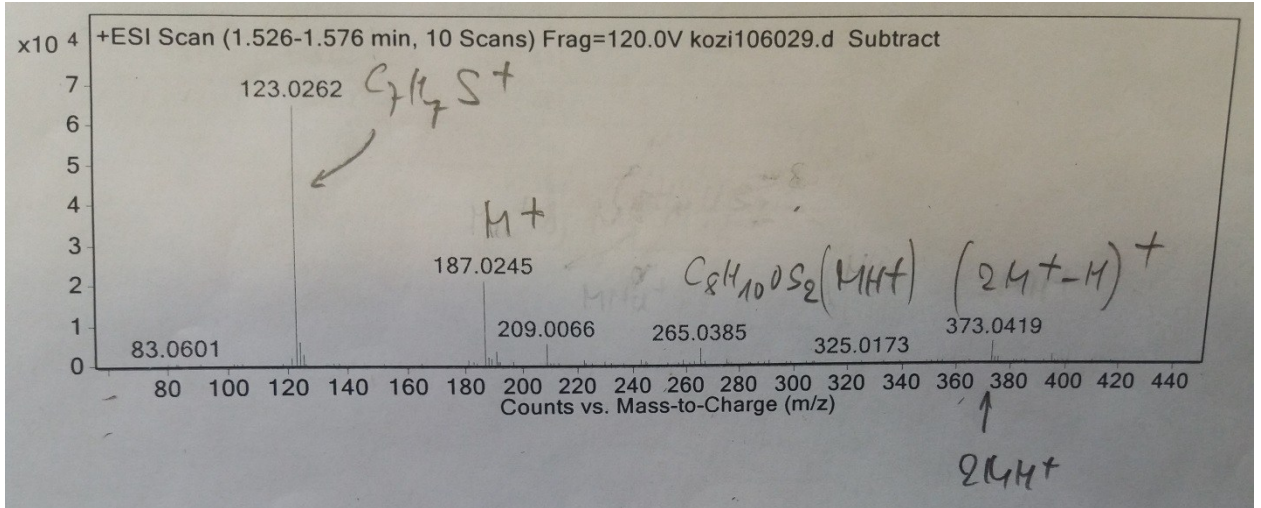 x10 4
+ESI Scan (1.526-1.576 min, 10 Scans) Frag=120.0V kozi106029.d Subtract
7
123.0262
C7H7S+
6
5
4
M+
3
187.0245
C8H10OS2(MH+) (2M+-H)+
2
1
209.0066
265.0385
325.0173
373.0419
83.0601
0
80 100 120 140 160 180 200 220 240 260 280 300 320 340 360 380 400 420 440
Counts vs. Mass-to-Charge (m/z)
2MH+